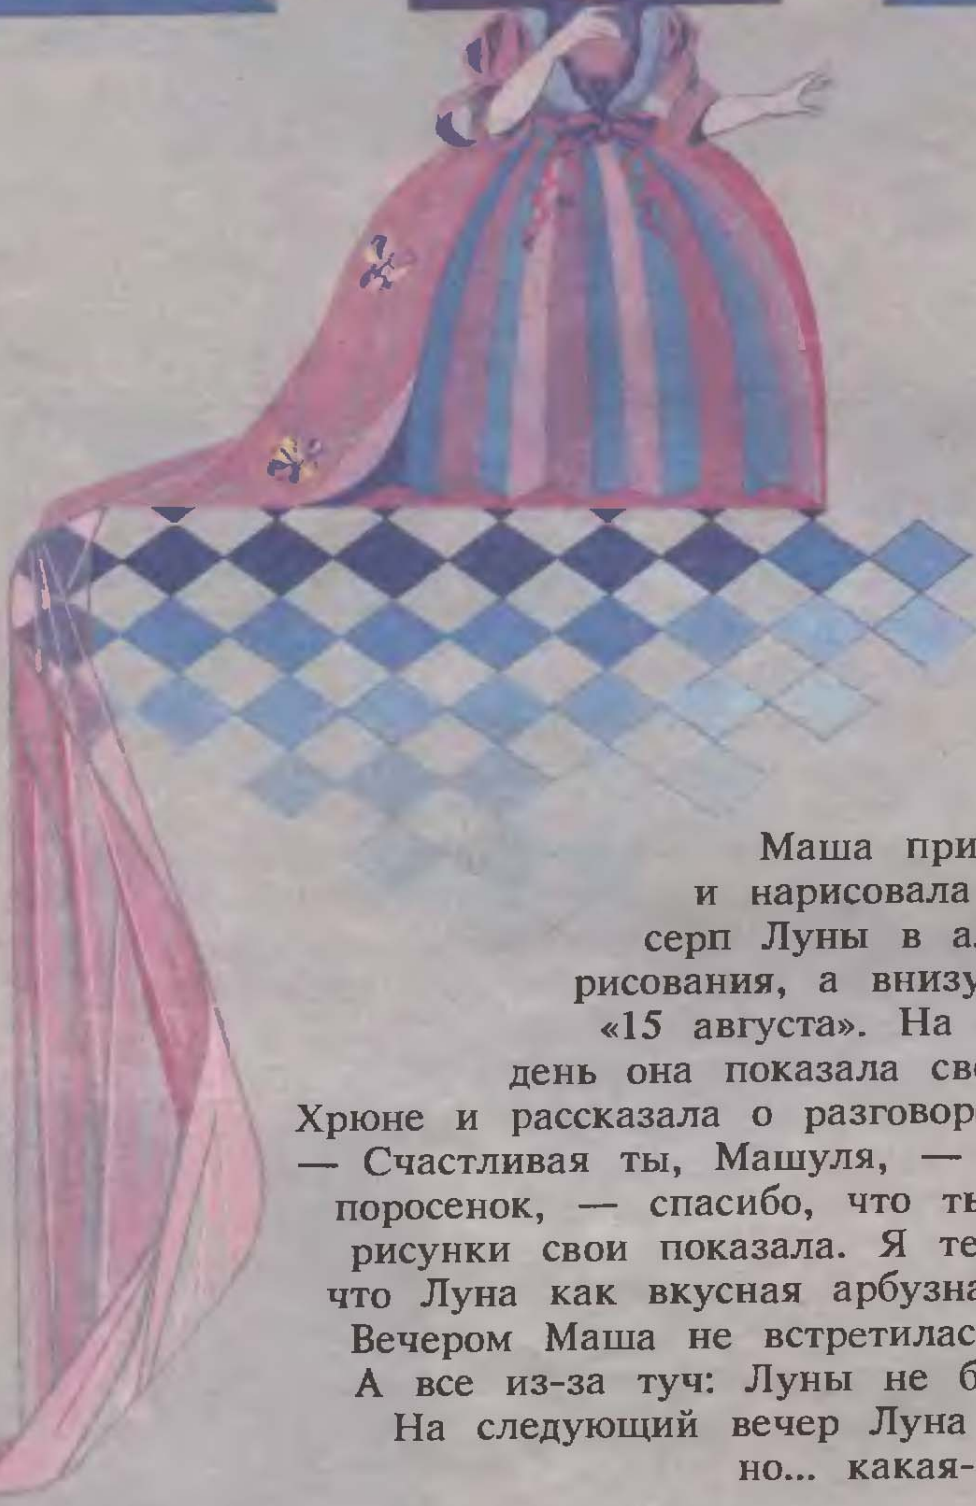 Маша при
и нарисовала
серп Луны в а
рисования, а внизу
«15 августа». На
день она показала св
Хрюне и рассказала о разговор
— Счастливая ты, Машуля, —
поросенок, — спасибо, что ты
рисунки свои показала. Я те
что Луна как вкусная арбузна
Вечером Маша не встретилас
А все из-за туч: Луны не б
На следующий вечер Луна
но... какая-